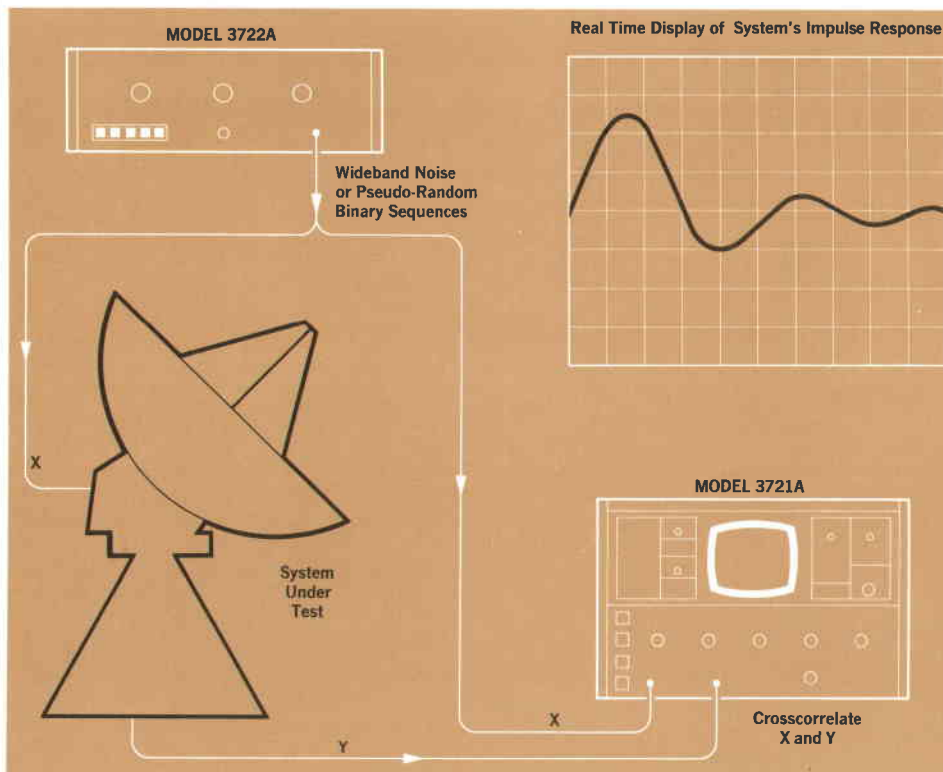 MODEL 3722A
Real Time Display of System's Impulse Response
Wideband Noise
or Pseudo-Random
Binary Sequences
X
System
Under
Test
MODEL 3721A
X
Y
Crosscorrelate
X and Y